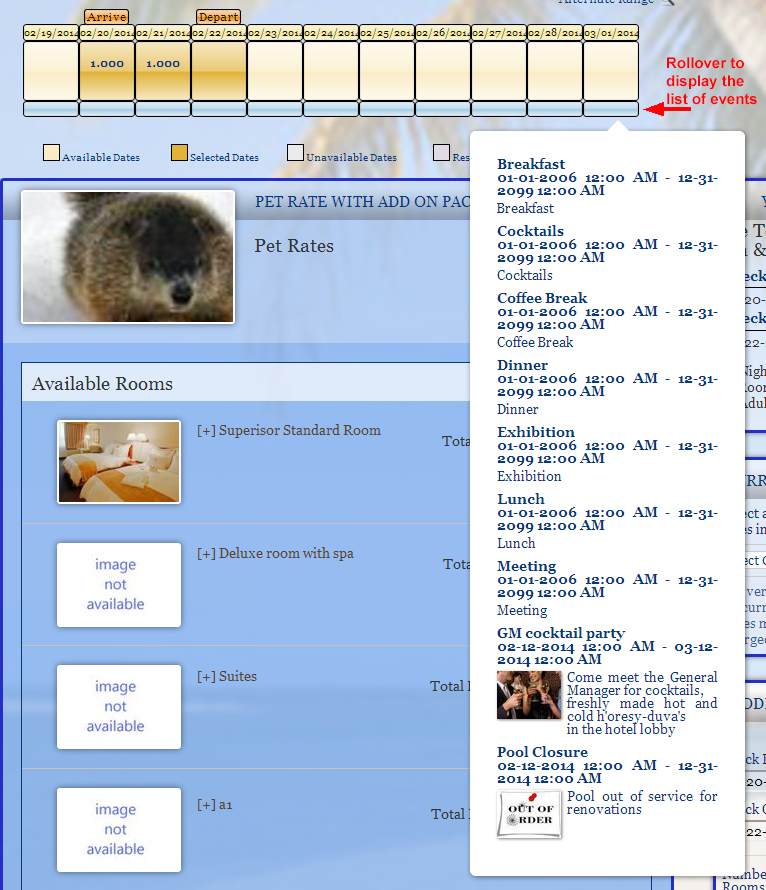 Alternate Range
Arrive Depart
02/19/2014 02/20/2014 02/21/2014 02/22/2014 02/23/2014 02/24/2014 02/25/2014 02/26/2014 02/27/2014 02/28/2014 03/01/2014
1.000 1.000
Rollover to
display the
list of events
Available Dates Selected Dates Unavailable Dates Res
PET RATE WITH ADD ON PAC
Pet Rates
Available Rooms
[+] Superisor Standard Room
Tota
[+] Deluxe room with spa
Tota
image
not
available
[+] Suites
Total
image
not
available
[+] a1
Total
image
not
available
Breakfast
01-01-2006 12:00 AM - 12-31-
2099 12:00 AM
Breakfast
Cocktails
01-01-2006 12:00 AM - 12-31-
2099 12:00 AM
Cocktails
Coffee Break
01-01-2006 12:00 AM - 12-31-
2099 12:00 AM
Coffee Break
Dinner
01-01-2006 12:00 AM - 12-31-
2099 12:00 AM
Dinner
Exhibition
01-01-2006 12:00 AM - 12-31-
2099 12:00 AM
Exhibition
Lunch
01-01-2006 12:00 AM - 12-31-
2099 12:00 AM
Lunch
Meeting
01-01-2006 12:00 AM - 12-31-
2099 12:00 AM
Meeting
GM cocktail party
02-12-2014 12:00 AM - 03-12-
2014 12:00 AM
Come meet the General
Manager for cocktails,
freshly made hot and
cold h'oresy-duva's
in the hotel lobby
Pool Closure
02-12-2014 12:00 AM - 12-31-
2014 12:00 AM
OUT OF
ORDER
Pool out of service for
renovations
Rooms